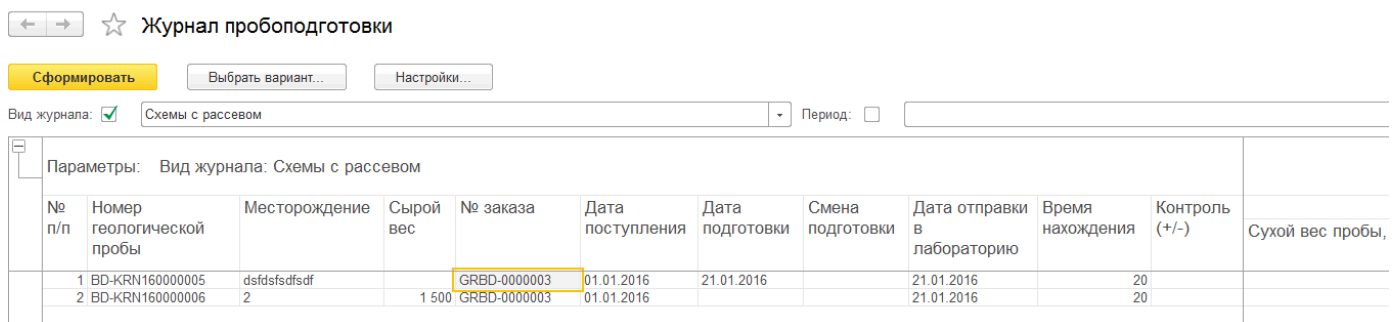 Журнал пробоподготовки
Сформировать Выбрать вариант... Настройки...
Вид журнала: Схемы с рассевом Период:
Параметры: Вид журнала: Схемы с рассевом
№ п/п Номер геологической пробы Месторождение Сырой вес № заказа Дата поступления Дата подготовки Смена подготовки Дата отправки в лабораторию Время нахождения Контроль (+/-) Сухой вес пробы,
1 BD-KRN160000005 dsfdsfsdfsdf GRBD-0000003 01.01.2016 21.01.2016 21.01.2016 20
2 BD-KRN160000006 2 1 500 GRBD-0000003 01.01.2016 21.01.2016 20